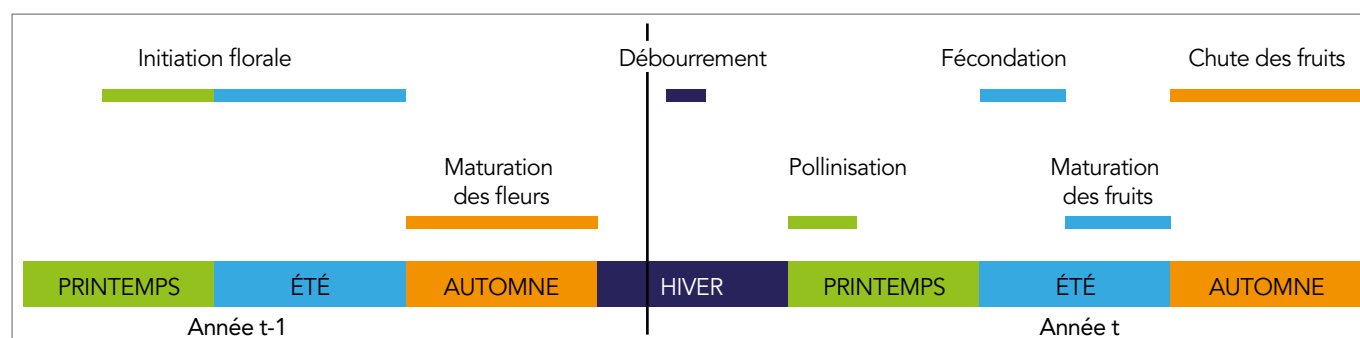 Initiation florale
Débourrement
Fécondation
Chute des fruits
Maturation
des fleurs
Pollinisation
Maturation
des fruits
PRINTEMPS
ÉTÉ
AUTOMNE
HIVER
PRINTEMPS
ÉTÉ
AUTOMNE
Année t-1
Année t